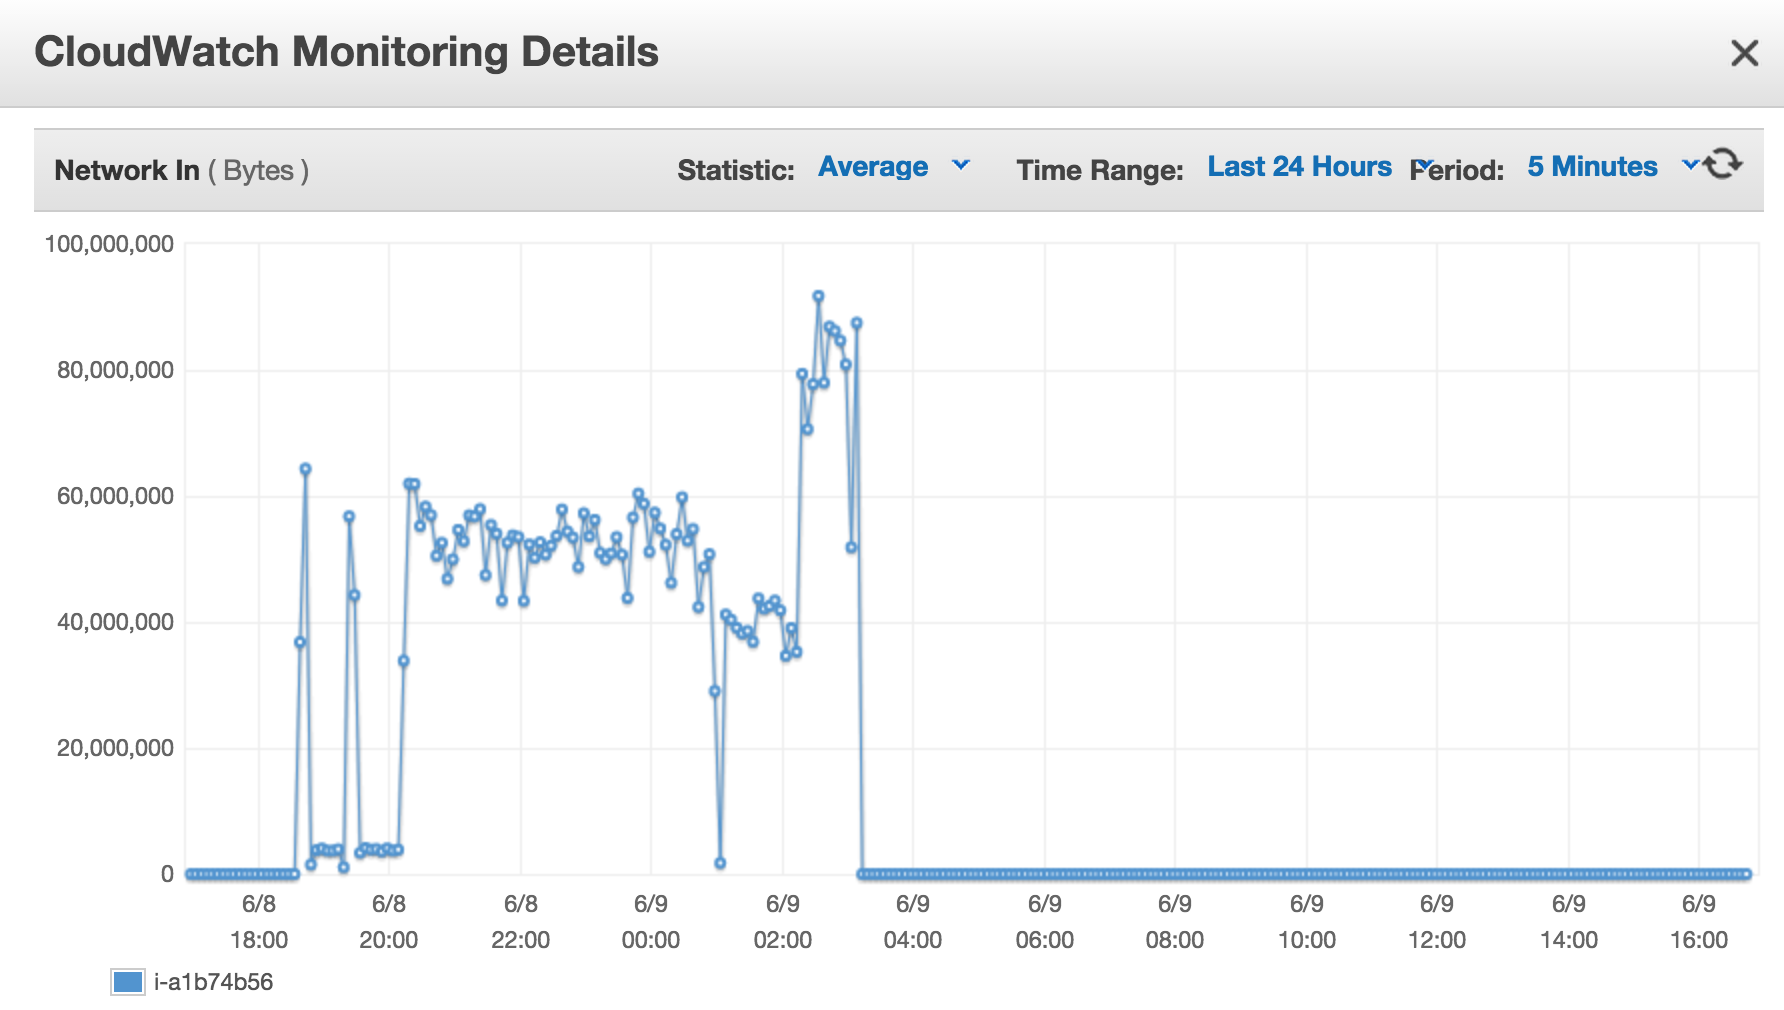 CloudWatch Monitoring Details
Network In ( Bytes ) Statistic: Average Time Range: Last 24 Hours Period: 5 Minutes
100,000,000
80,000,000
60,000,000
40,000,000
20,000,000
0
6/8 6/8 6/8 6/9 6/9 6/9 6/9 6/9 6/9 6/9 6/9 6/9
18:00 20:00 22:00 00:00 02:00 04:00 06:00 08:00 10:00 12:00 14:00 16:00
i-a1b74b56